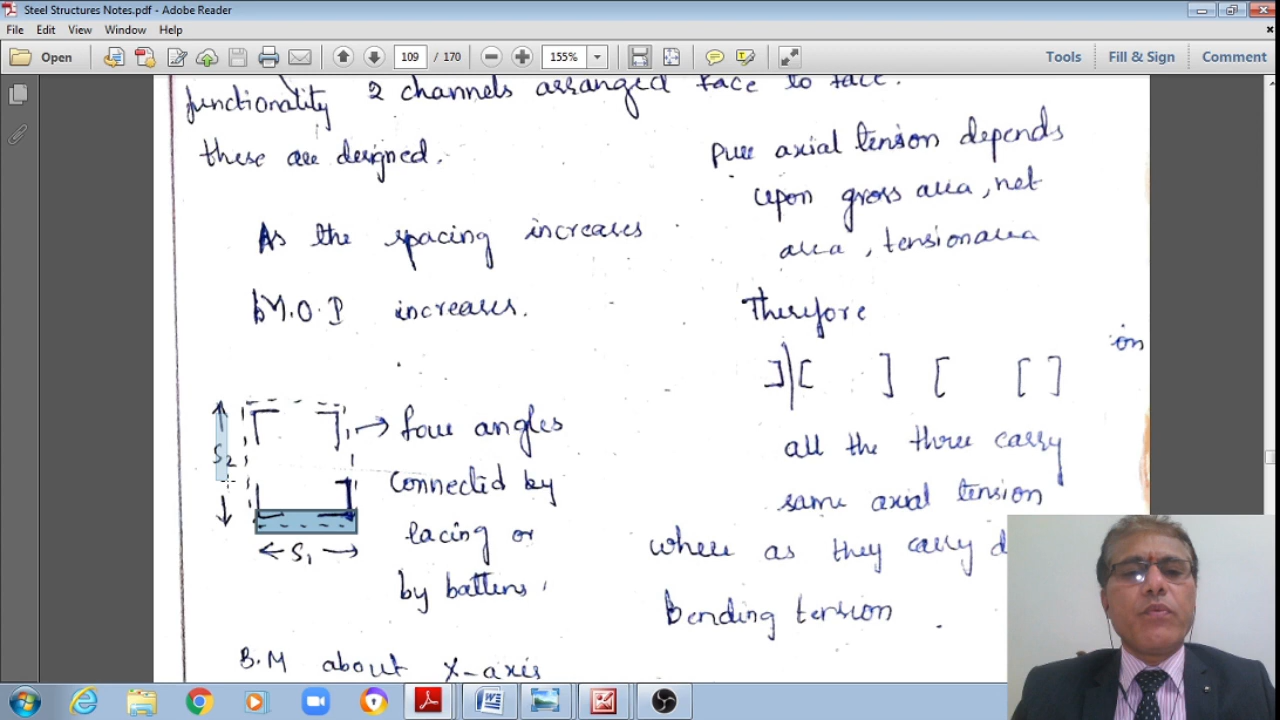 Steel Structures Notes.pdf - Adobe Reader
File Edit View Window Help
Open 109 / 170 155% Tools Fill & Sign Comment
functionality 2 channels arranged face to face.
these are designed.
As the spacing increases
M.O.I increases.
S2
four angles
connected by
lacing or
by battens.
S1
B.M about X-axis
pure axial tension depends
upon gross area, net
area, tension area
Therefore
on
all the three carry
same axial tension
where as they carry d
bending tension